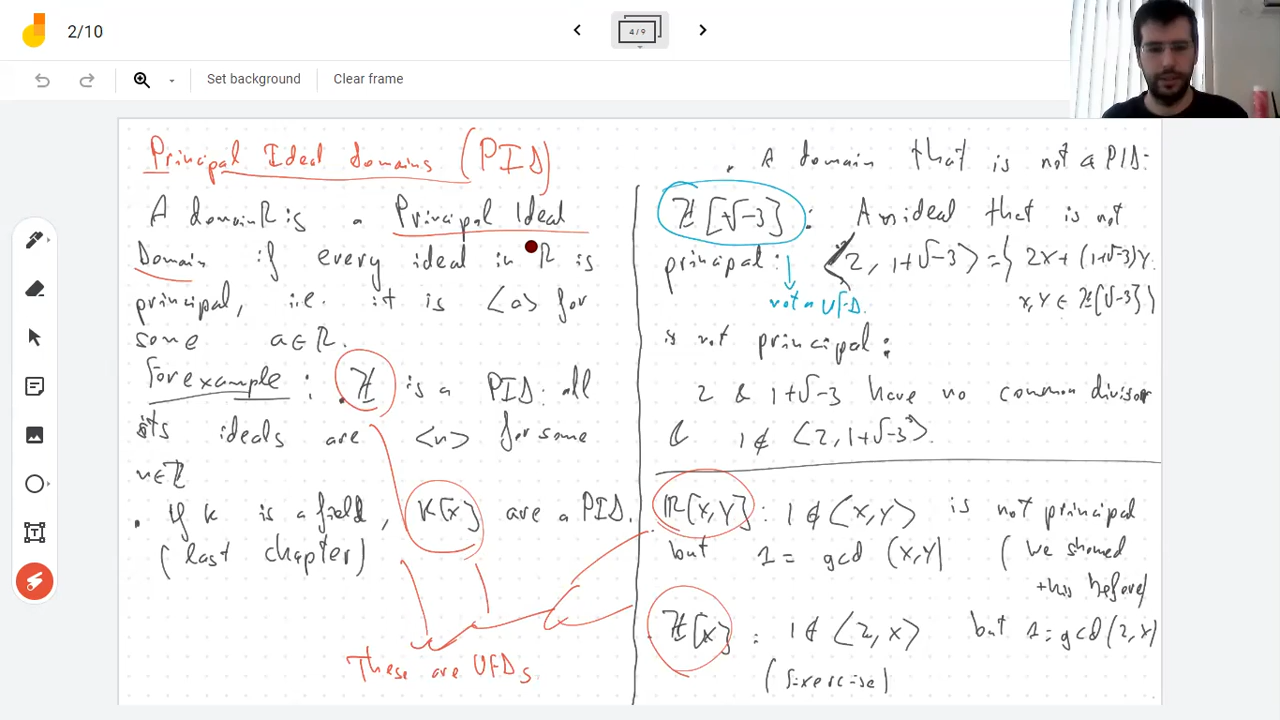 2/10
4/9
Set background
Clear frame
Principal Ideal domains (PID)
A domain R is a Principal Ideal
Domain if every ideal in R is
principal, i.e. it is <a> for
some a∈R.
For example: ℤ is a PID: all
its ideals are <n> for some
n∈ℤ
. If K is a field, K[x] are a PID.
(last chapter)
These are UFDs
. A domain that is not a PID:
ℤ[√-3]: An ideal that is not
principal: <2, 1+√-3> = { 2x+(1+√-3)y.
x,y ∈ ℤ[√-3]}
not a UFD.
is not principal:
2 & 1+√-3 have no common divisor
& 1∉ <2, 1+√-3>.
ℝ[x,y]: 1∉<x,y> is not principal
but 1 = gcd (x,y) (we showed
this before)
. ℤ[x]: 1∉<2,x> but 1=gcd(2,x)
(Exercise)